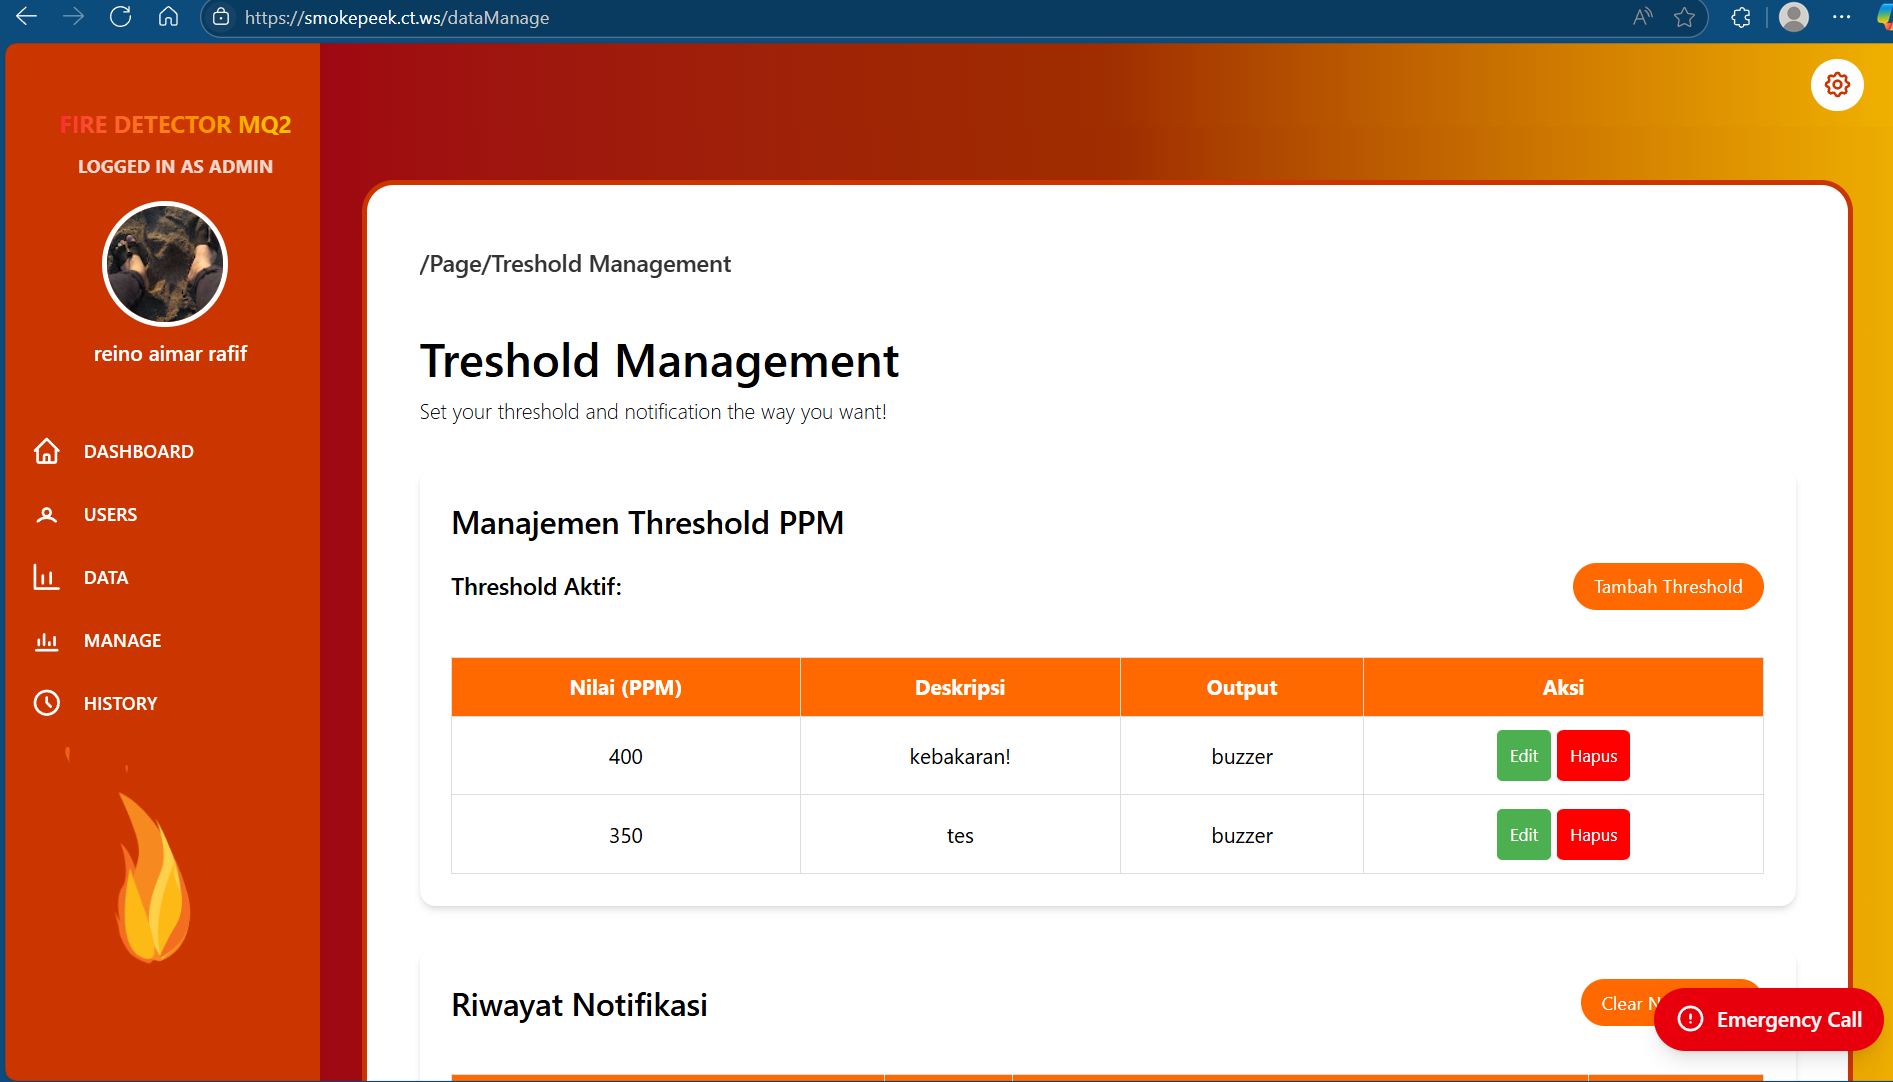 https://smokepeek.ct.ws/dataManage
FIRE DETECTOR MQ2
LOGGED IN AS ADMIN
reino aimar rafif
DASHBOARD
USERS
DATA
MANAGE
HISTORY
/Page/Treshold Management
Treshold Management
Set your threshold and notification the way you want!
Manajemen Threshold PPM
Threshold Aktif:
Tambah Threshold
Nilai (PPM) Deskripsi Output Aksi
400 kebakaran! buzzer Edit Hapus
350 tes buzzer Edit Hapus
Riwayat Notifikasi
Clear
Emergency Call